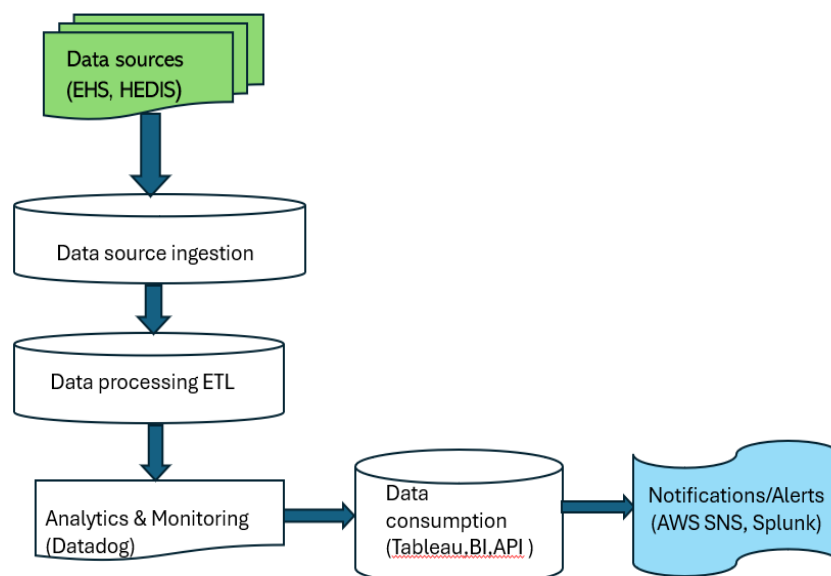 Data sources
(EHS, HEDIS)
Data source ingestion
Data processing ETL
Analytics & Monitoring
(Datadog)
Data
consumption
(Tableau,BI,API )
Notifications/Alerts
(AWS SNS, Splunk)